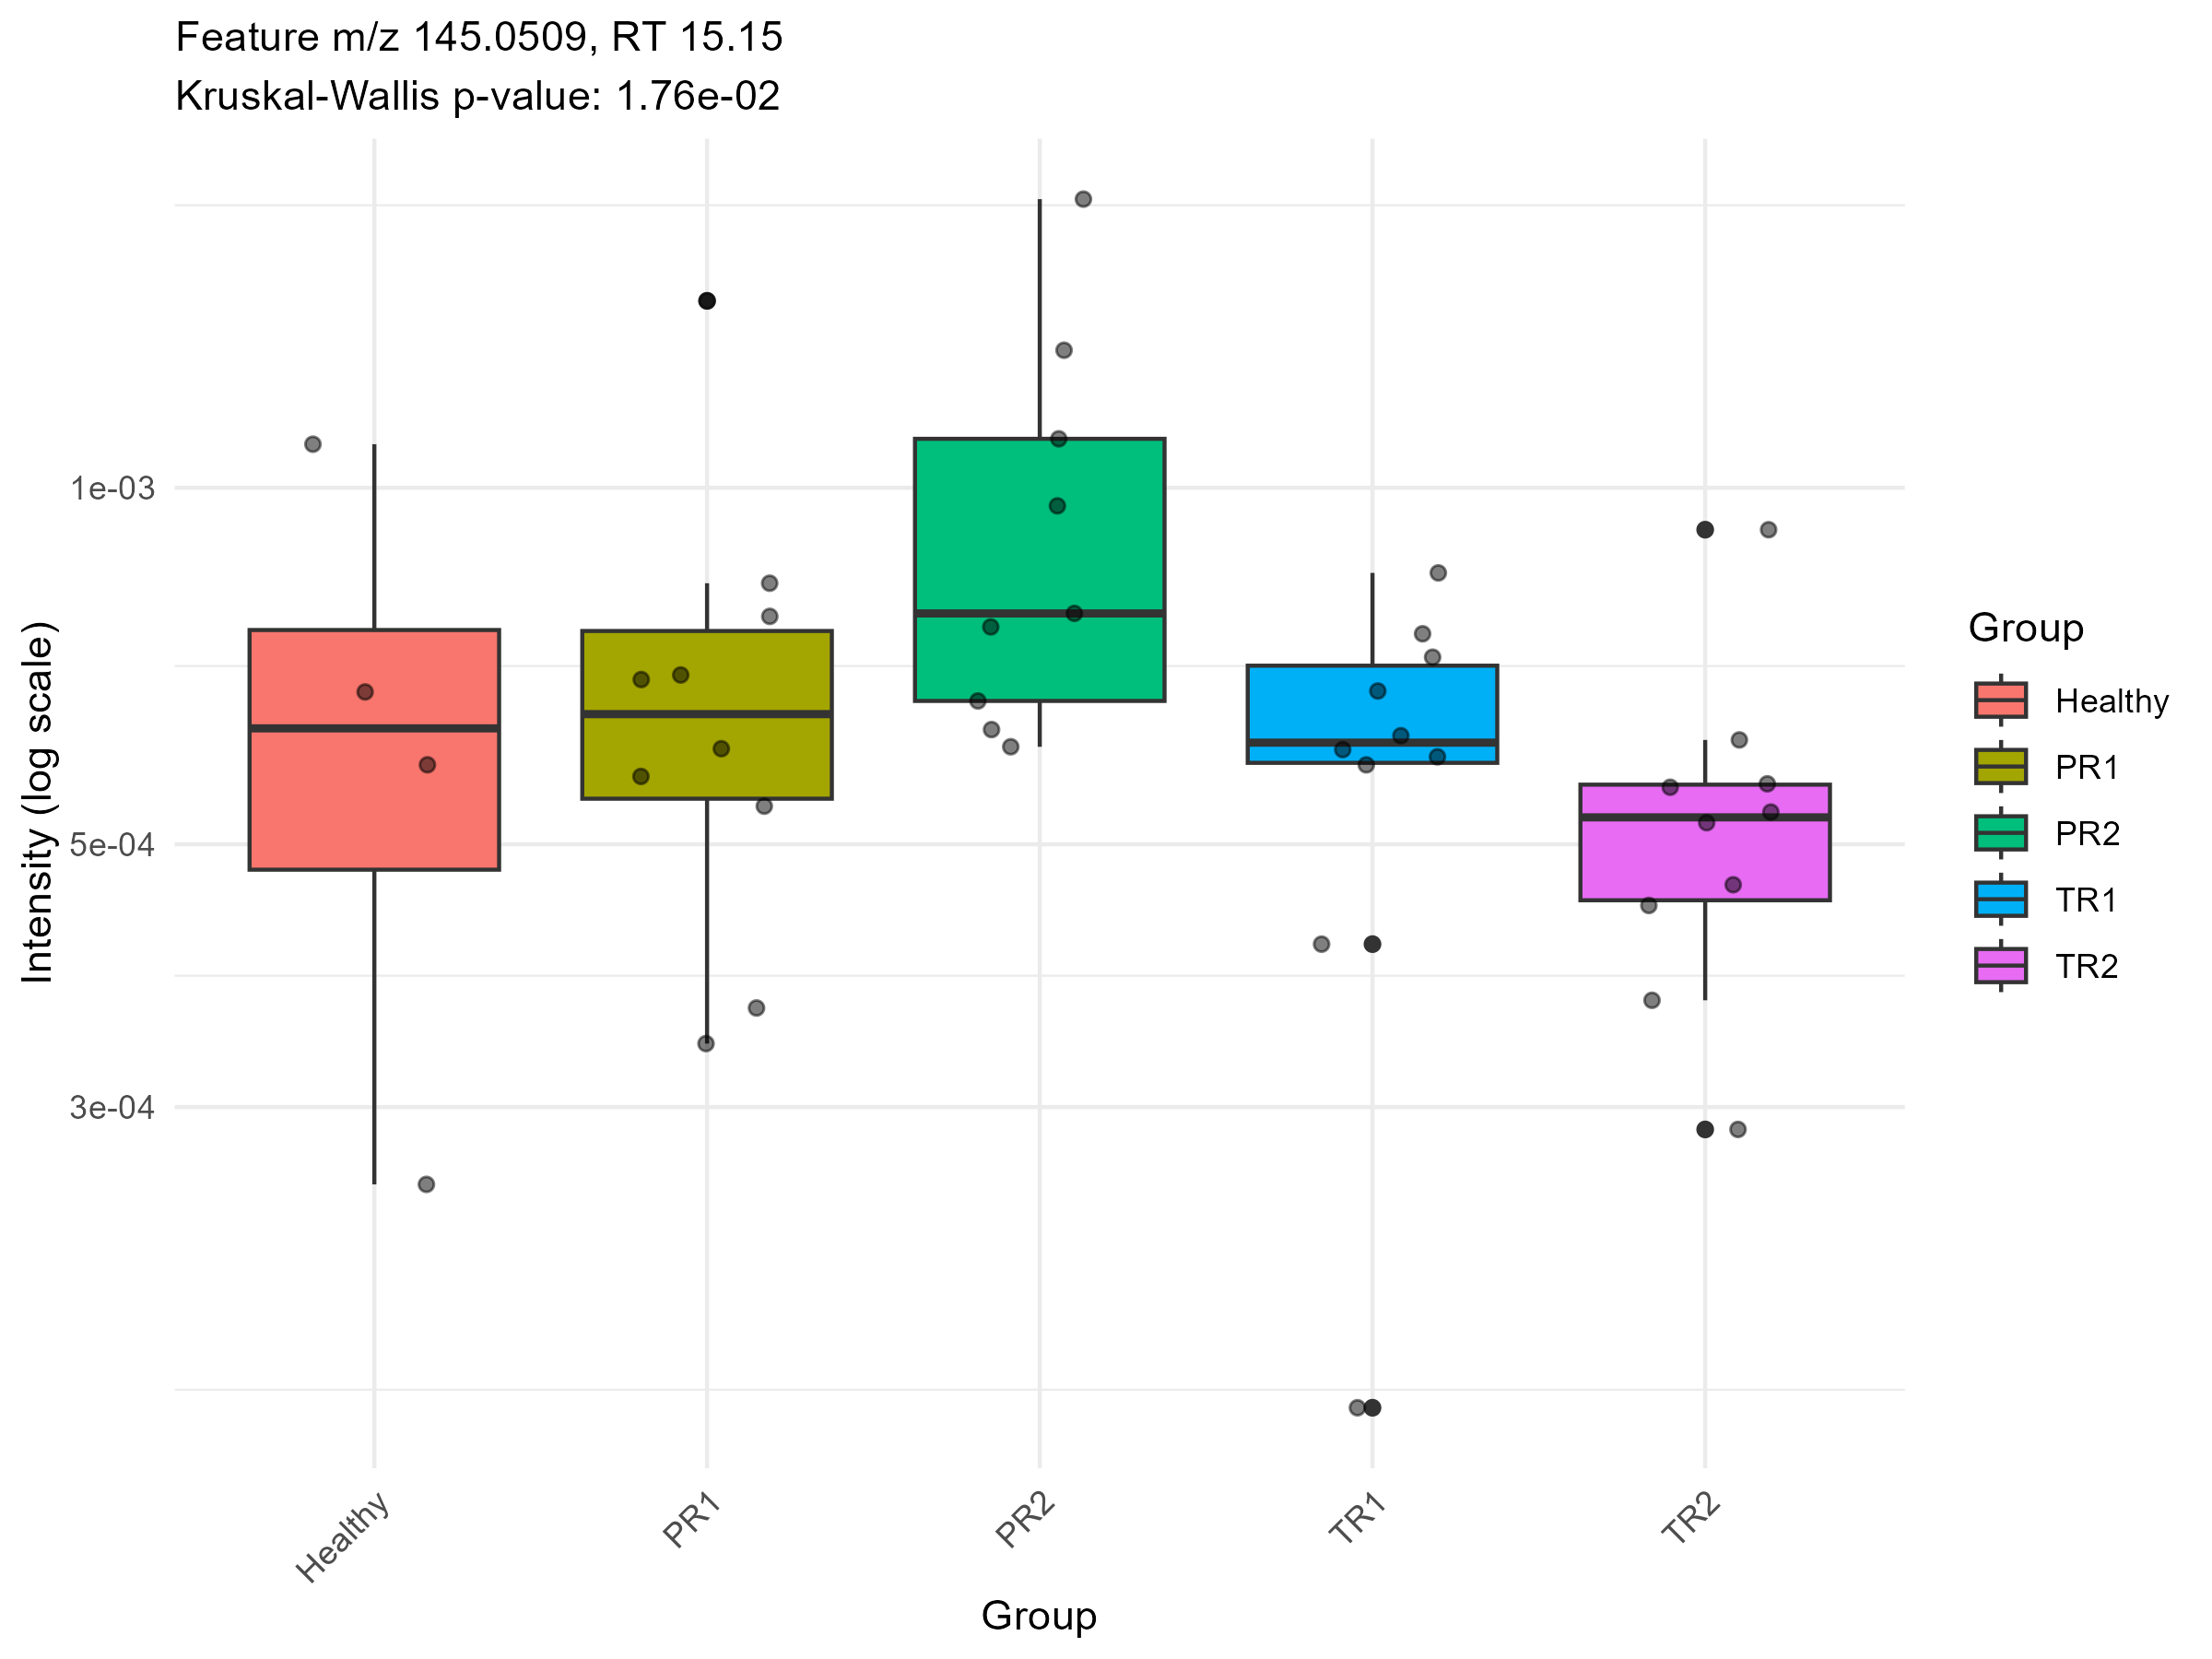 Feature m/z 145.0509, RT 15.15
Kruskal-Wallis p-value: 1.76e-02
Intensity (log scale)
1e-03
5e-04
3e-04
Healthy
PR1
PR2
TR1
TR2
Group
Group
Healthy
PR1
PR2
TR1
TR2